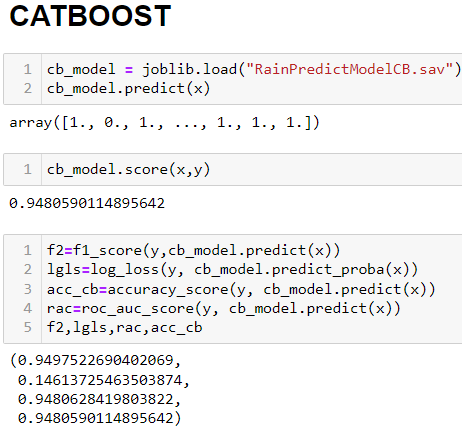 CATBOOST
1 cb_model = joblib.load("RainPredictModelCB.sav")
2 cb_model.predict(x)
array([1., 0., 1., ..., 1., 1., 1.])
1 cb_model.score(x,y)
0.9480590114895642
1 f2=f1_score(y,cb_model.predict(x))
2 lgls=log_loss(y, cb_model.predict_proba(x))
3 acc_cb=accuracy_score(y, cb_model.predict(x))
4 rac=roc_auc_score(y, cb_model.predict(x))
5 f2,lgls,rac,acc_cb
(0.9497522690402069,
0.14613725463503874,
0.9480628419803822,
0.9480590114895642)